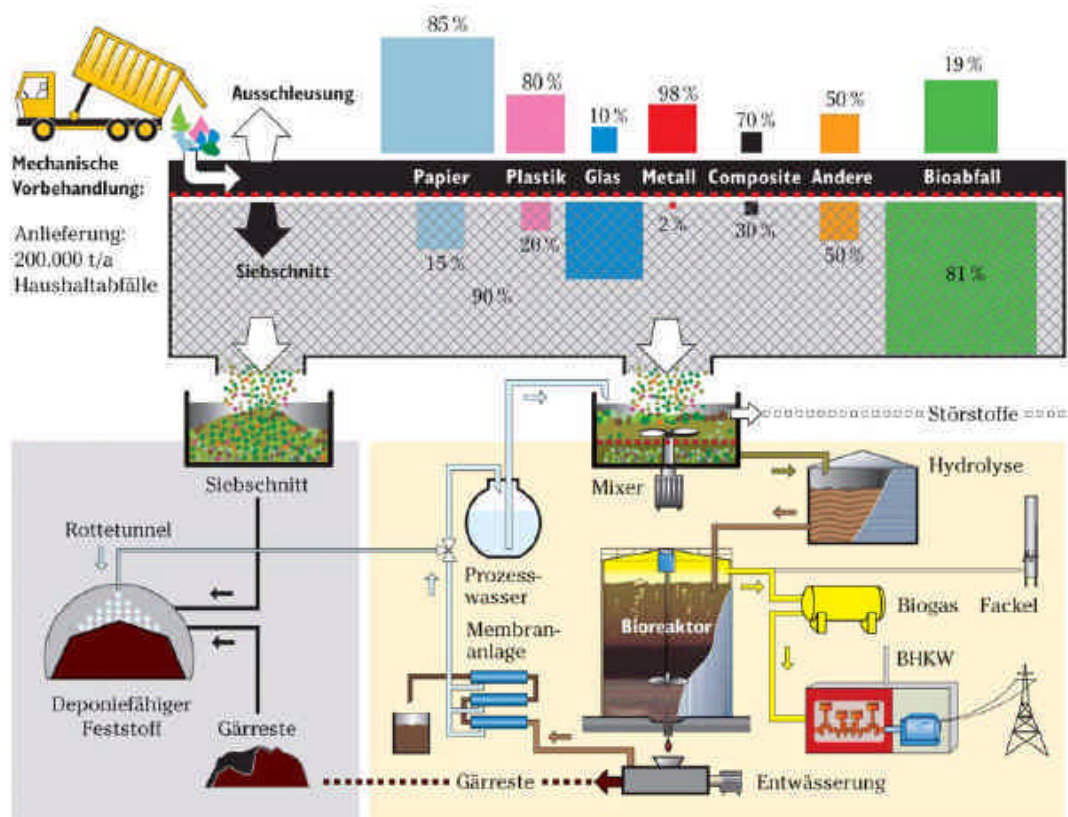 85 %
80 %
10 %
98 %
70 %
50 %
19 %
Ausschleusung
Mechanische
Vorbehandlung:
Papier
Plastik
Glas
Metall
Composite
Andere
Bioabfall
Anlieferung:
200.000 t/a
Haushaltabfälle
Siebschnitt
15 %
20 %
90 %
2 %
30 %
50 %
81 %
Störstoffe
Siebschnitt
Mixer
Hydrolyse
Rottetunnel
Prozess-
wasser
Bioreaktor
Biogas
Fackel
Membran-
anlage
BHKW
Deponiefähiger
Feststoff
Gärreste
Gärreste
Entwässerung